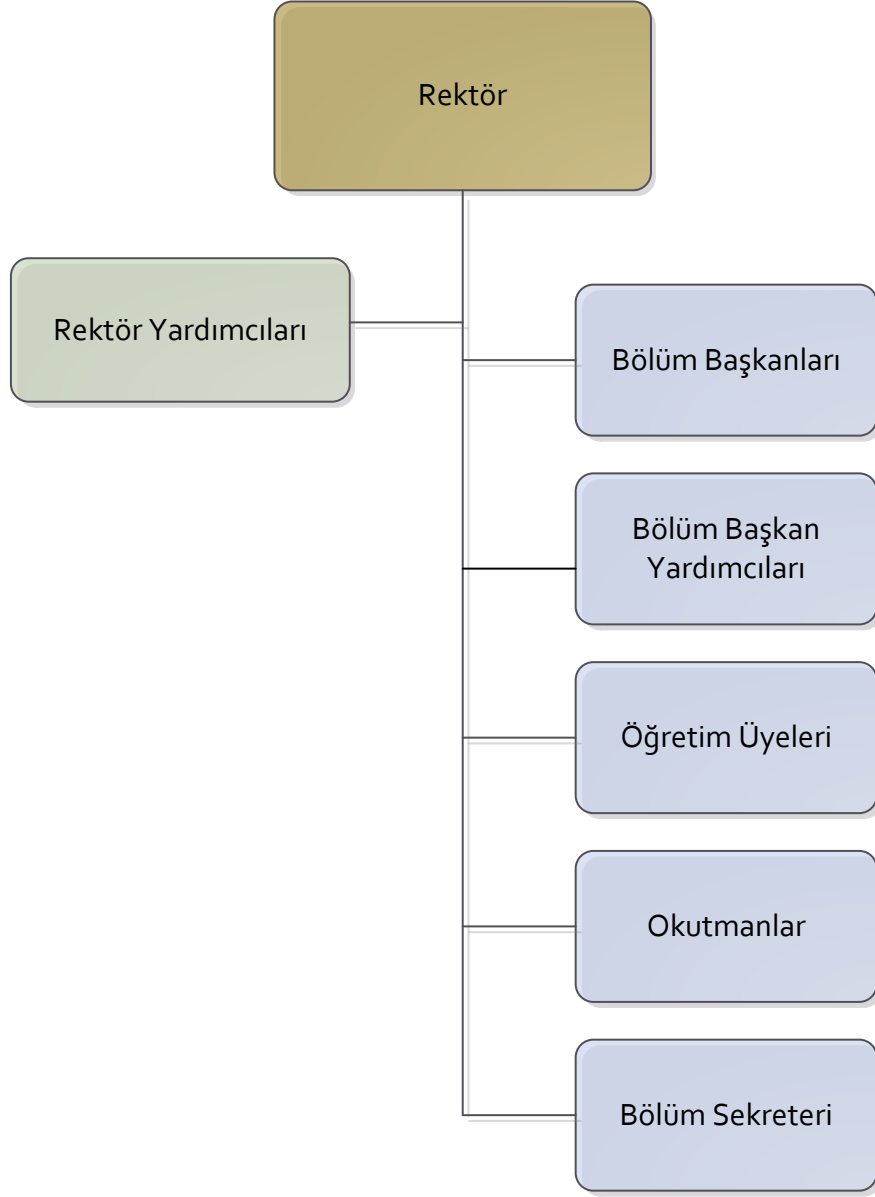 Rektör
Rektör Yardımcıları
Bölüm Başkanları
Bölüm Başkan
Yardımcıları
Öğretim Üyeleri
Okutmanlar
Bölüm Sekreteri